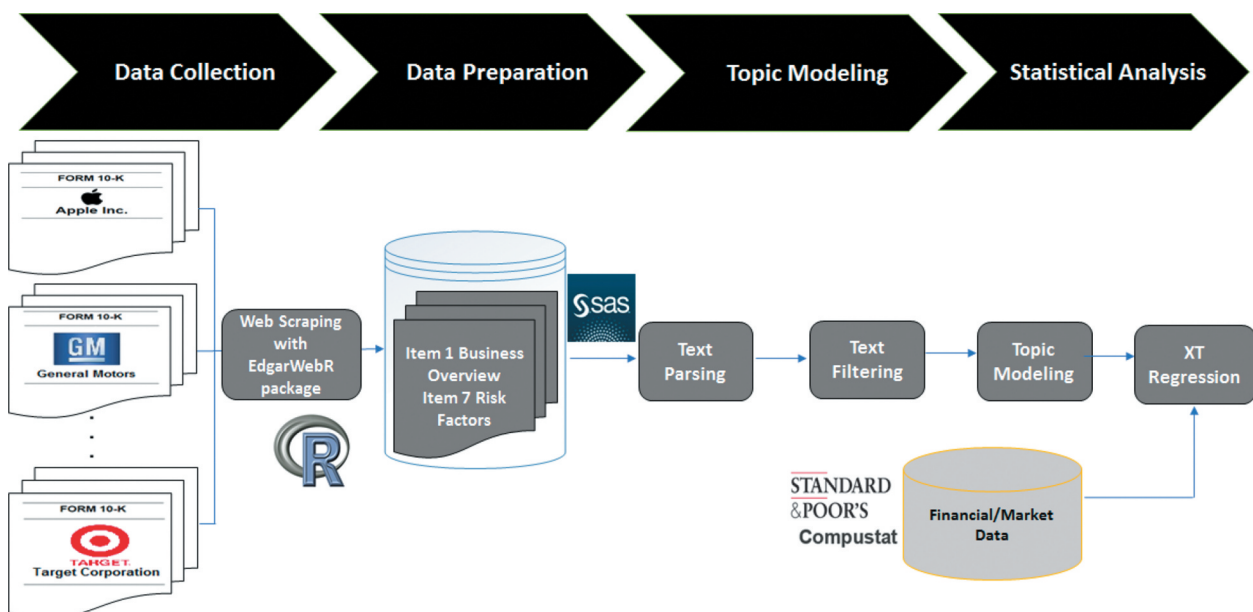 Data Collection
Data Preparation
Topic Modeling
Statistical Analysis
FORM 10-K
Apple Inc.
FORM 10-K
GM
General Motors
FORM 10-K
TARGET
Target Corporation
Web Scraping
with
EdgarWebR
package
R
Item 1 Business
Overview
Item 7 Risk
Factors
sas
Text
Parsing
Text
Filtering
Topic
Modeling
XT
Regression
STANDARD
&POOR'S
Compustat
Financial/Market
Data